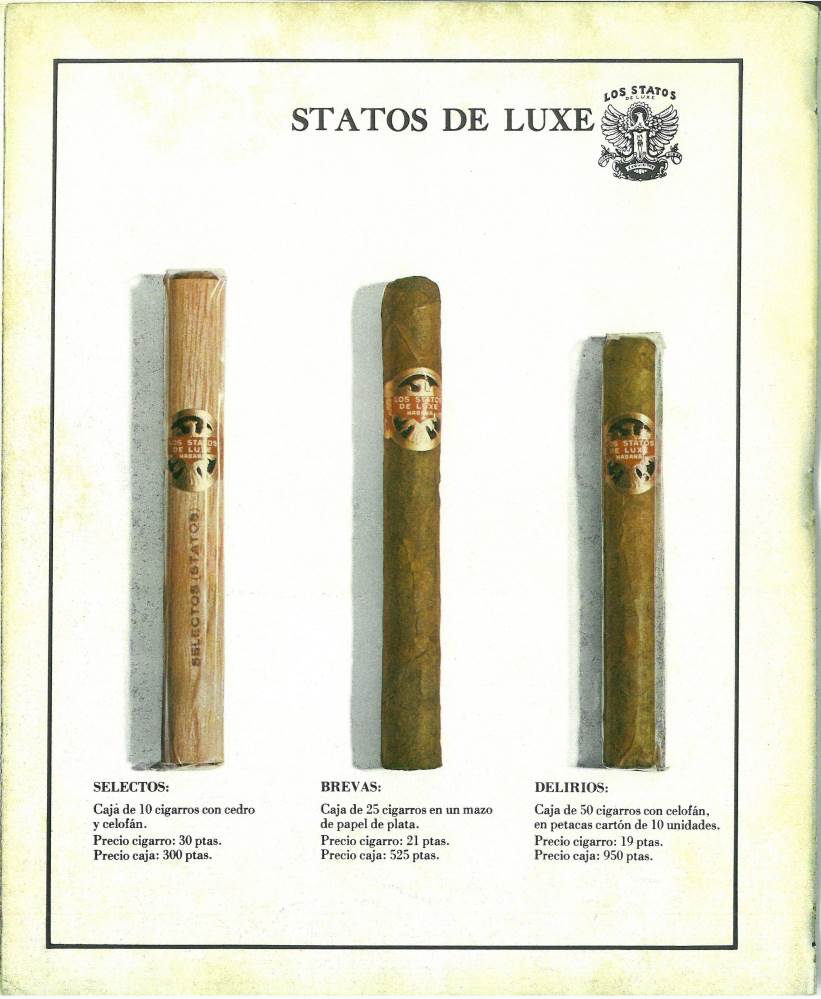 STATOS DE LUXE
LOS STATOS
DE LUXE
LOS STATOS
DE LUXE
HABANA
SELECTOS (STATOS)
LOS STATOS
DE LUXE
HABANA
LOS STATOS
DE LUXE
HABANA
SELECTOS:
Caja de 10 cigarros con cedro
y celofán.
Precio cigarro: 30 ptas.
Precio caja: 300 ptas.
BREVAS:
Caja de 25 cigarros en un mazo
de papel de plata.
Precio cigarro: 21 ptas.
Precio caja: 525 ptas.
DELIRIOS:
Caja de 50 cigarros con celofán,
en petacas cartón de 10 unidades.
Precio cigarro: 19 ptas.
Precio caja: 950 ptas.